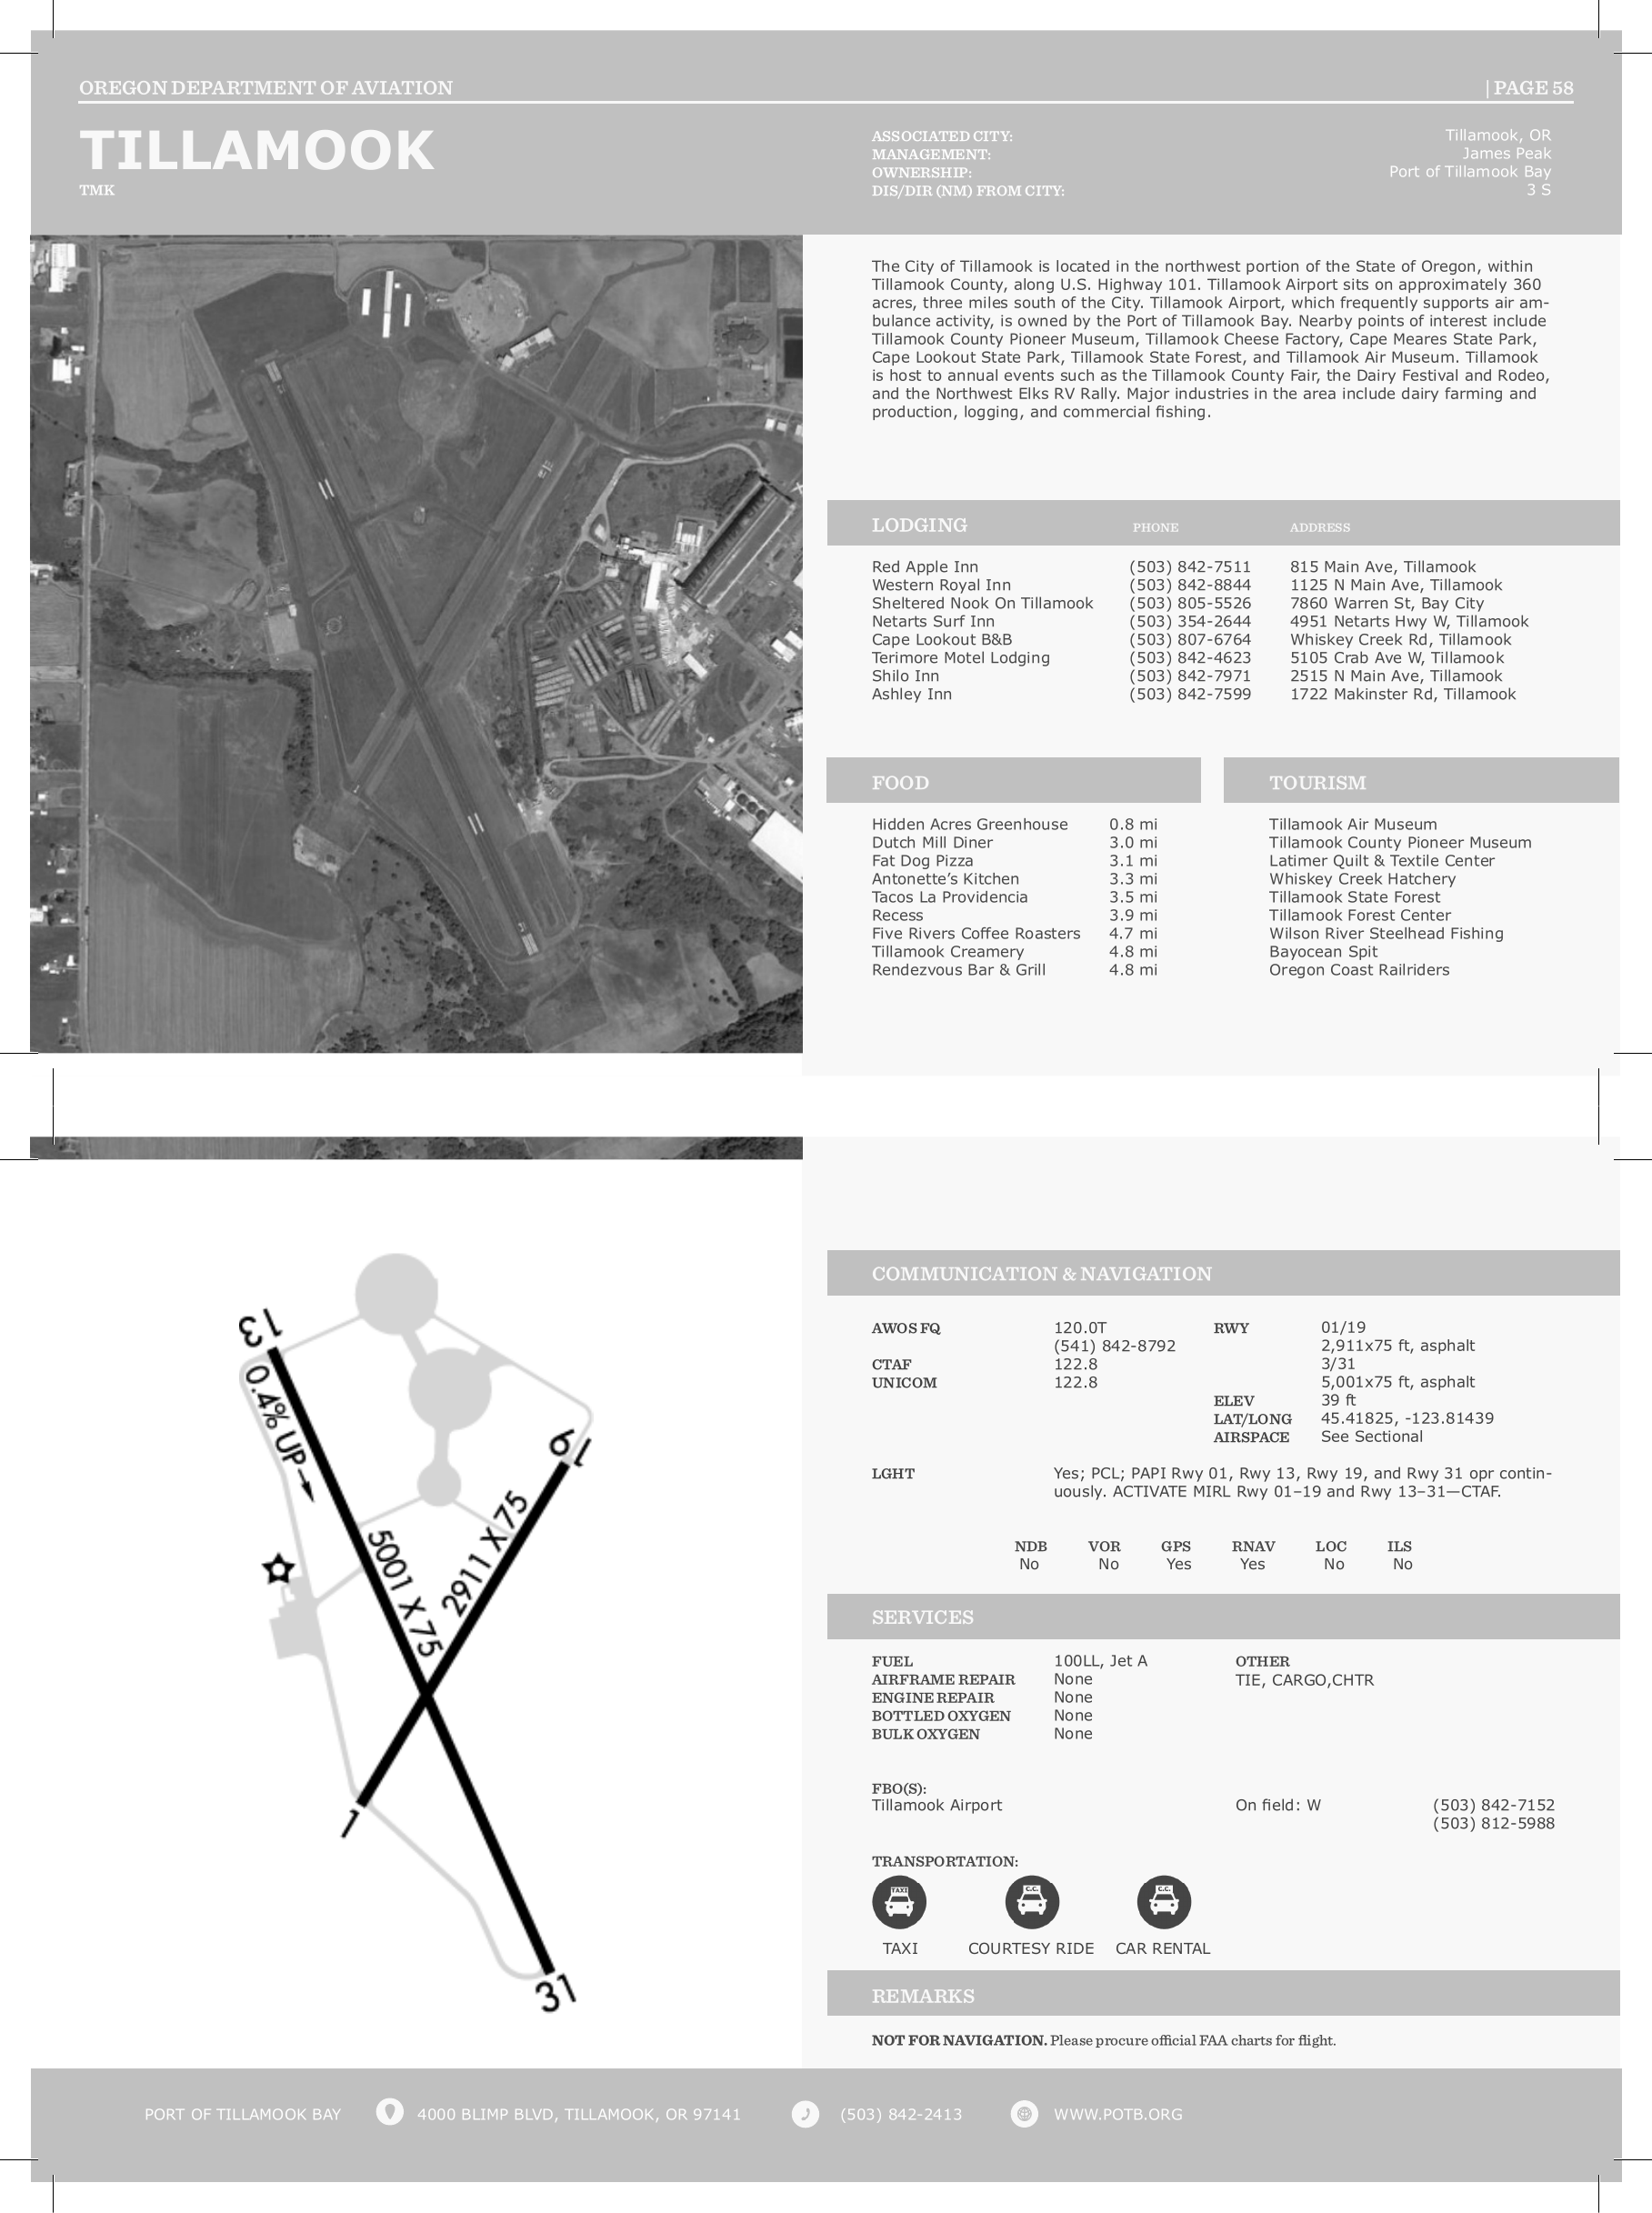 OREGON DEPARTMENT OF AVIATION | PAGE 58
TILLAMOOK
TMK
ASSOCIATED CITY: Tillamook, OR
MANAGEMENT: James Peak
OWNERSHIP: Port of Tillamook Bay
DIS/DIR (NM) FROM CITY: 3 S
The City of Tillamook is located in the northwest portion of the State of Oregon, within
Tillamook County, along U.S. Highway 101. Tillamook Airport sits on approximately 360
acres, three miles south of the City. Tillamook Airport, which frequently supports air am-
bulance activity, is owned by the Port of Tillamook Bay. Nearby points of interest include
Tillamook County Pioneer Museum, Tillamook Cheese Factory, Cape Meares State Park,
Cape Lookout State Park, Tillamook State Forest, and Tillamook Air Museum. Tillamook
is host to annual events such as the Tillamook County Fair, the Dairy Festival and Rodeo,
and the Northwest Elks RV Rally. Major industries in the area include dairy farming and
production, logging, and commercial fishing.
LODGING PHONE ADDRESS
Red Apple Inn (503) 842-7511 815 Main Ave, Tillamook
Western Royal Inn (503) 842-8844 1125 N Main Ave, Tillamook
Sheltered Nook On Tillamook (503) 805-5526 7860 Warren St, Bay City
Netarts Surf Inn (503) 354-2644 4951 Netarts Hwy W, Tillamook
Cape Lookout B&B (503) 807-6764 Whiskey Creek Rd, Tillamook
Terimore Motel Lodging (503) 842-4623 5105 Crab Ave W, Tillamook
Shilo Inn (503) 842-7971 2515 N Main Ave, Tillamook
Ashley Inn (503) 842-7599 1722 Makinster Rd, Tillamook
FOOD
Hidden Acres Greenhouse 0.8 mi
Dutch Mill Diner 3.0 mi
Fat Dog Pizza 3.1 mi
Antonette’s Kitchen 3.3 mi
Tacos La Providencia 3.5 mi
Recess 3.9 mi
Five Rivers Coffee Roasters 4.7 mi
Tillamook Creamery 4.8 mi
Rendezvous Bar & Grill 4.8 mi
TOURISM
Tillamook Air Museum
Tillamook County Pioneer Museum
Latimer Quilt & Textile Center
Whiskey Creek Hatchery
Tillamook State Forest
Tillamook Forest Center
Wilson River Steelhead Fishing
Bayocean Spit
Oregon Coast Railriders
13
0.4% UP
19
5001 X 75
2911 X 75
1
31
COMMUNICATION & NAVIGATION
AWOS FQ 120.0T
(541) 842-8792
CTAF 122.8
UNICOM 122.8
RWY 01/19
2,911x75 ft, asphalt
3/31
5,001x75 ft, asphalt
ELEV 39 ft
LAT/LONG 45.41825, -123.81439
AIRSPACE See Sectional
LGHT Yes; PCL; PAPI Rwy 01, Rwy 13, Rwy 19, and Rwy 31 opr contin-
uously. ACTIVATE MIRL Rwy 01–19 and Rwy 13–31—CTAF.
NDB VOR GPS RNAV LOC ILS
No No Yes Yes No No
SERVICES
FUEL 100LL, Jet A
AIRFRAME REPAIR None
ENGINE REPAIR None
BOTTLED OXYGEN None
BULK OXYGEN None
OTHER
TIE, CARGO,CHTR
FBO(S):
Tillamook Airport On field: W (503) 842-7152
(503) 812-5988
TRANSPORTATION:
TAXI C.C. C.C.
TAXI COURTESY RIDE CAR RENTAL
REMARKS
NOT FOR NAVIGATION. Please procure official FAA charts for flight.
PORT OF TILLAMOOK BAY 4000 BLIMP BLVD, TILLAMOOK, OR 97141 (503) 842-2413 WWW.POTB.ORG